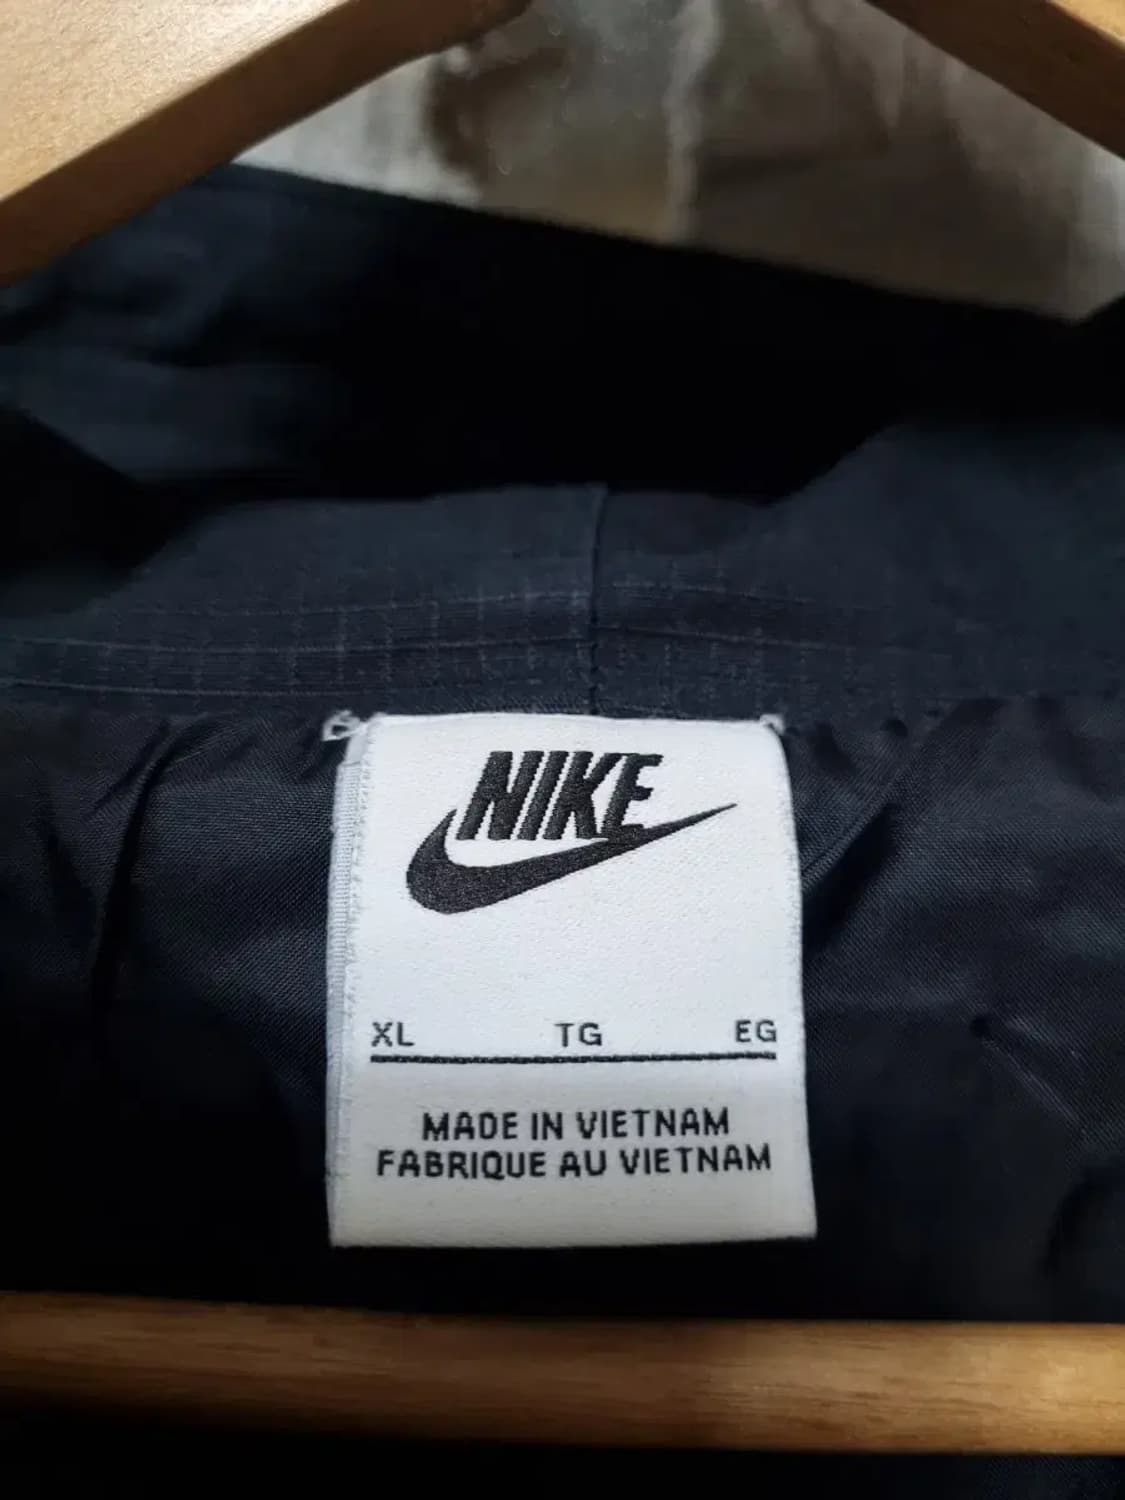 NIKE
XL TG EG
MADE IN VIETNAM
FABRIQUE AU VIETNAM